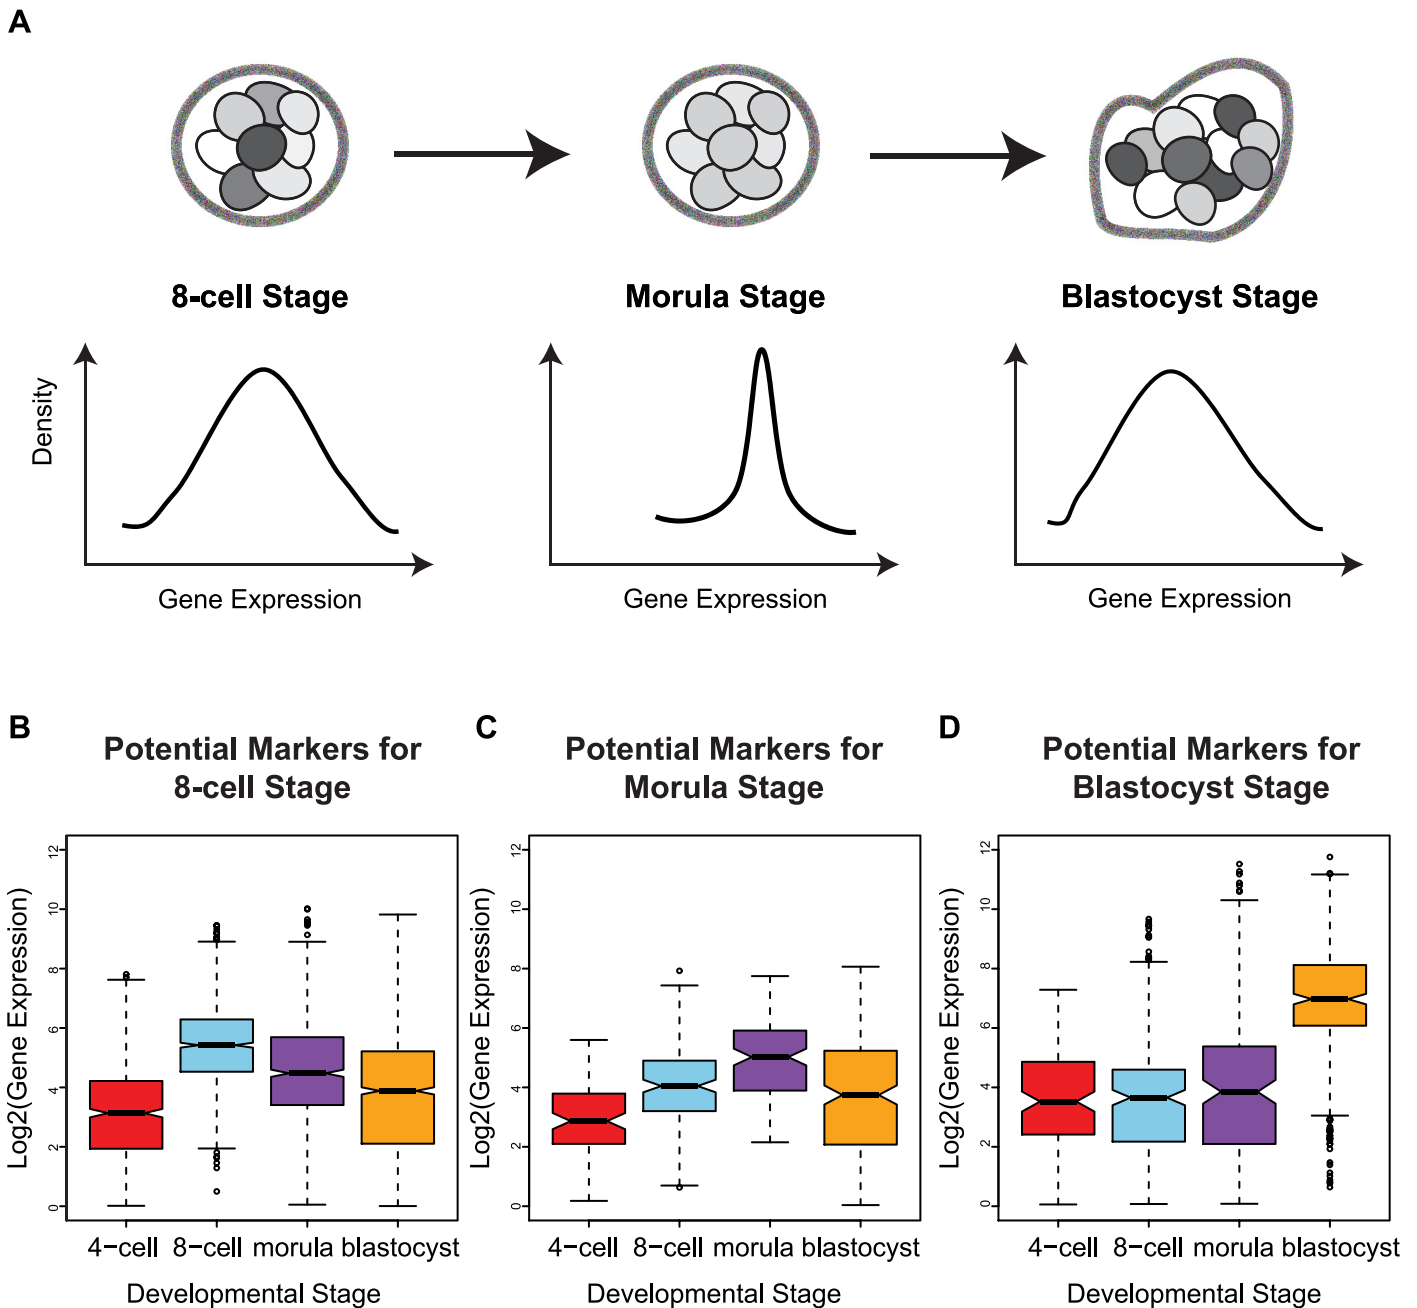 A
8-cell Stage
Morula Stage
Blastocyst Stage
Density
Gene Expression
Gene Expression
Gene Expression
B
Potential Markers for
8-cell Stage
Log2(Gene Expression)
0
2
4
6
8
10
12
4−cell
8−cell
morula
blastocyst
Developmental Stage
C
Potential Markers for
Morula Stage
Log2(Gene Expression)
0
2
4
6
8
10
12
4−cell
8−cell
morula
blastocyst
Developmental Stage
D
Potential Markers for
Blastocyst Stage
Log2(Gene Expression)
0
2
4
6
8
10
12
4−cell
8−cell
morula
blastocyst
Developmental Stage